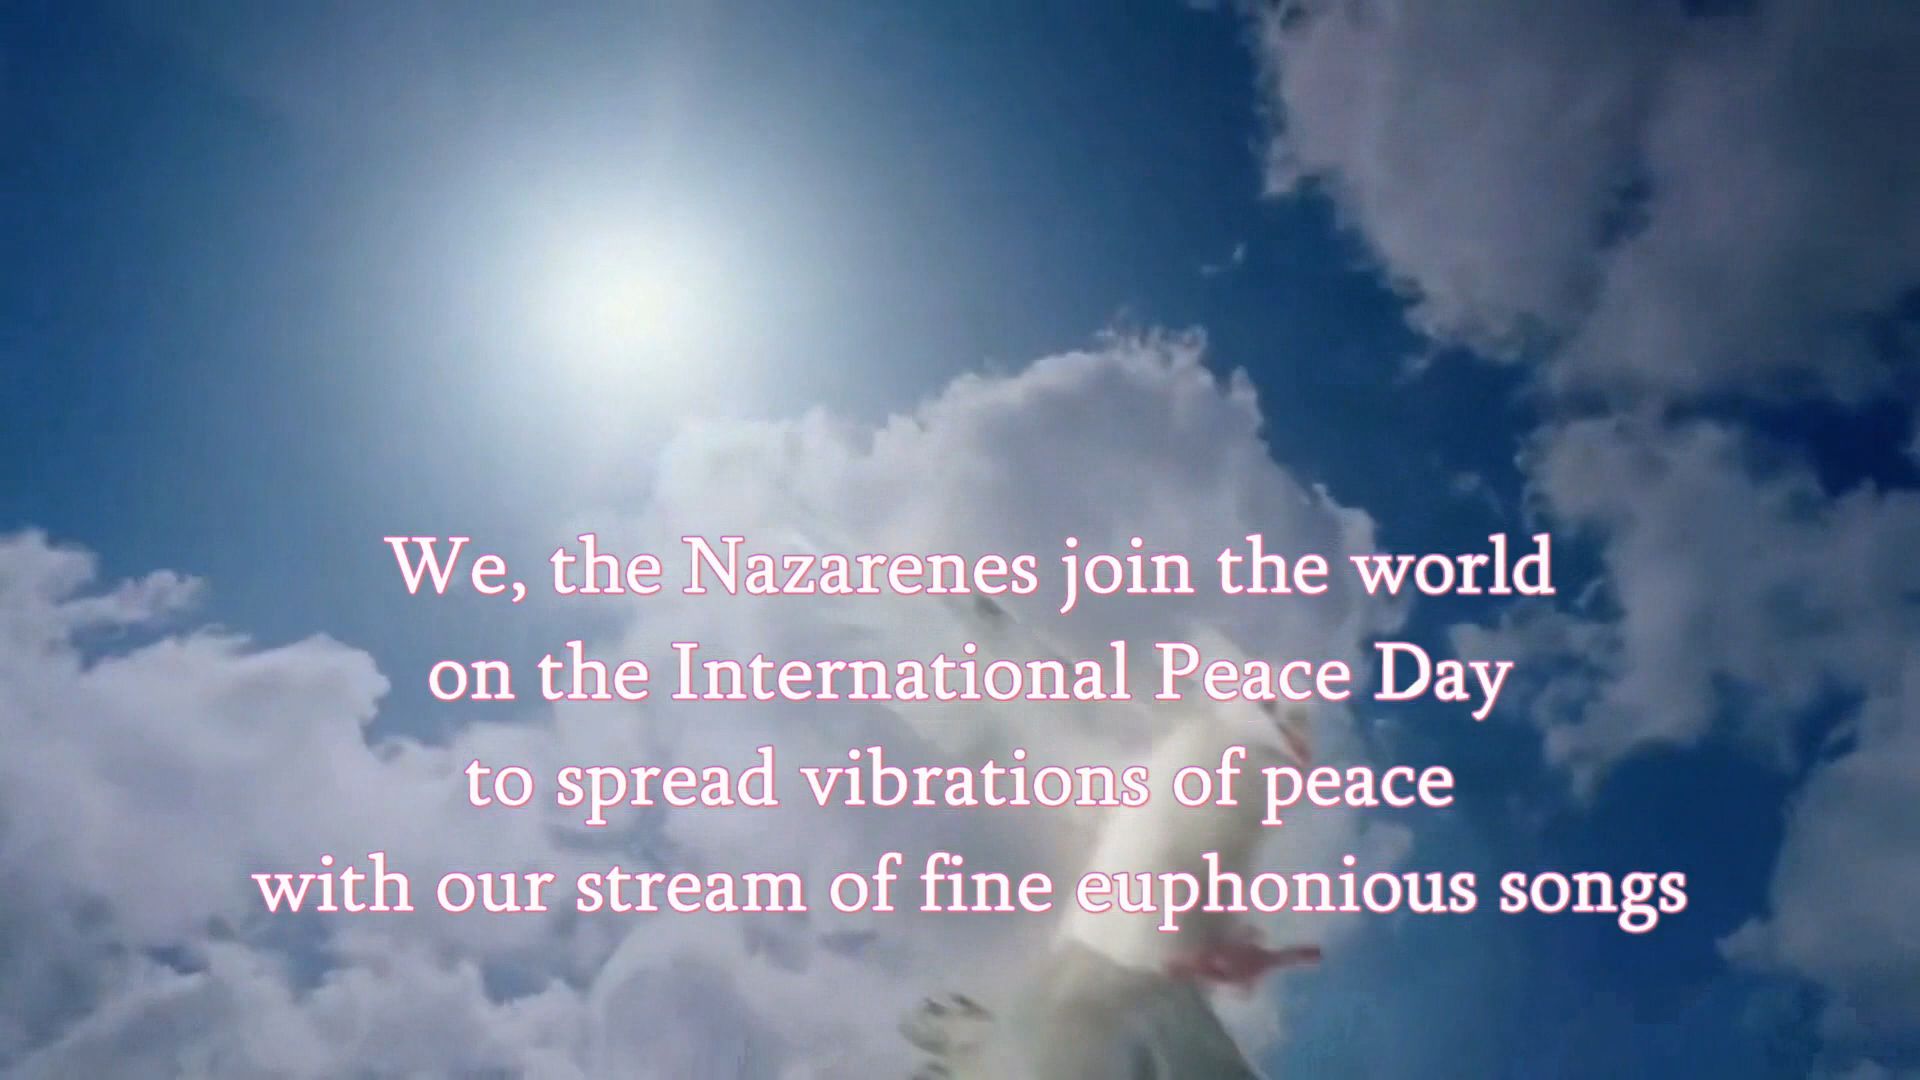 We, the Nazarenes join the world
on the International Peace Day
to spread vibrations of peace
with our stream of fine euphonious songs